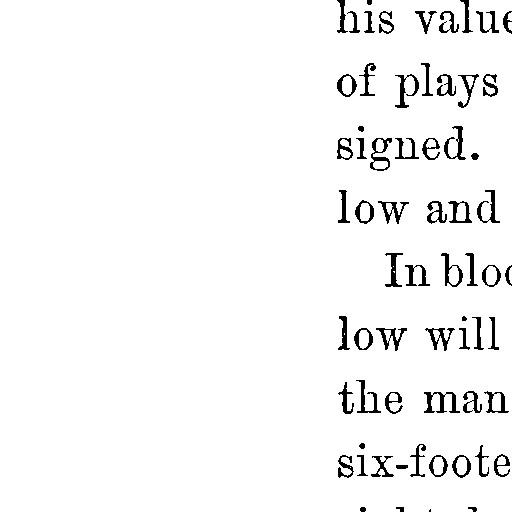 his value
of plays
signed.
low and
In bloc
low will
the man
six-foote